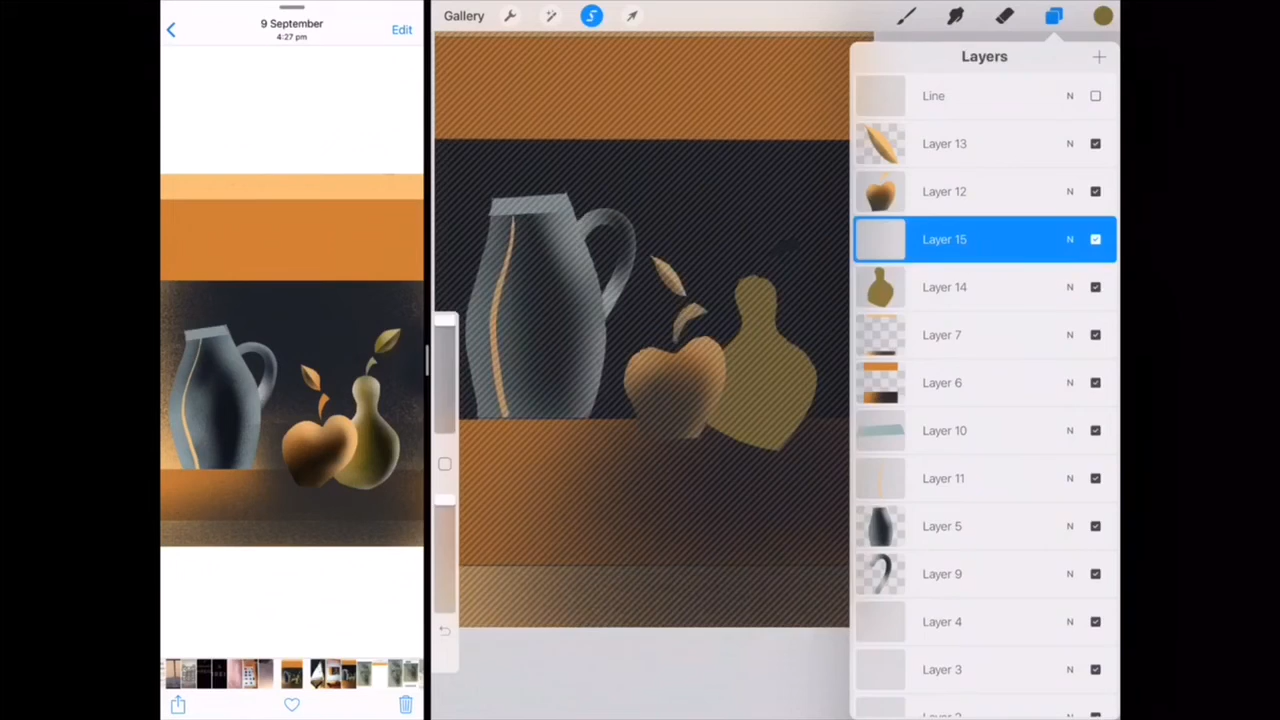 9 September
4:27 pm
Edit
Gallery
Layers
Line N
Layer 13 N
Layer 12 N
Layer 15 N
Layer 14 N
Layer 7 N
Layer 6 N
Layer 10 N
Layer 11 N
Layer 5 N
Layer 9 N
Layer 4 N
Layer 3 N